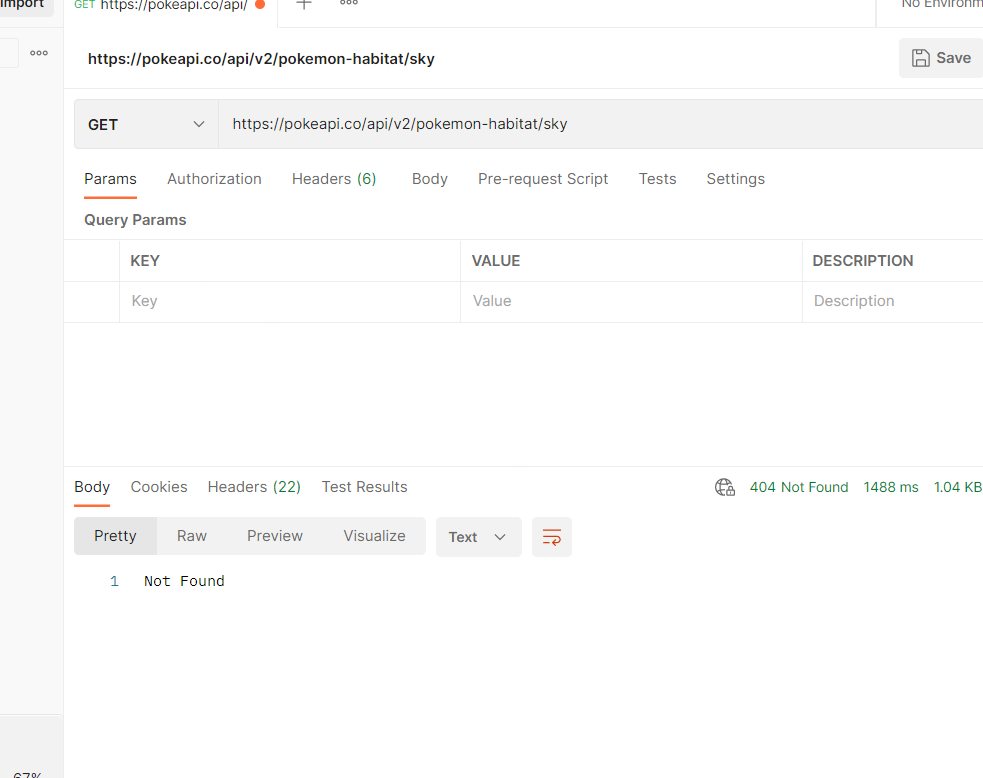 Import
GET https://pokeapi.co/api/
No Environm
https://pokeapi.co/api/v2/pokemon-habitat/sky
Save
GET
https://pokeapi.co/api/v2/pokemon-habitat/sky
Params Authorization Headers (6) Body Pre-request Script Tests Settings
Query Params
KEY VALUE DESCRIPTION
Key Value Description
Body Cookies Headers (22) Test Results 404 Not Found 1488 ms 1.04 KB
Pretty Raw Preview Visualize Text
1 Not Found
67%